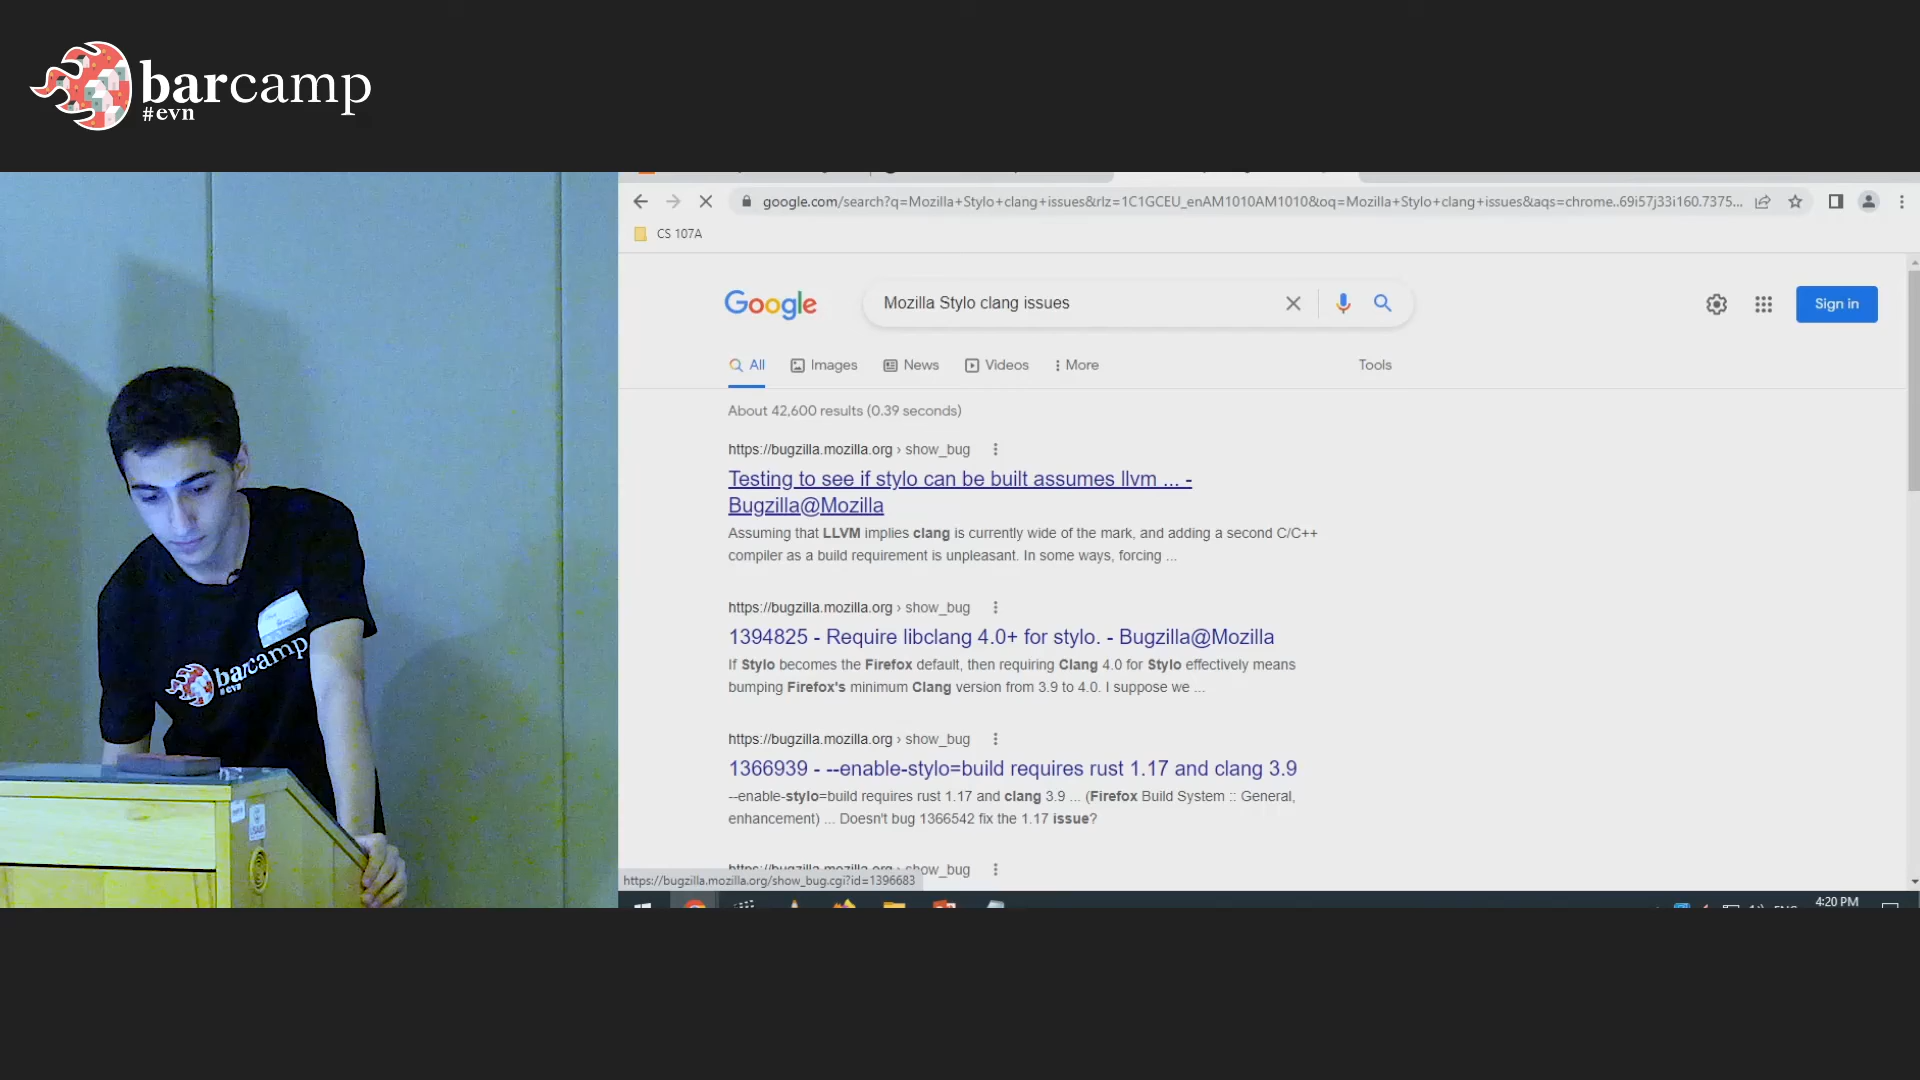 barcamp
#evn
google.com/search?q=Mozilla+Stylo+clang+issues&rlz=1C1GCEU_enAM1010AM1010&oq=Mozilla+Stylo+clang+issues&aqs=chrome..69i57j33i160.7375...
CS 107A
Google
Mozilla Stylo clang issues
Sign in
All
Images
News
Videos
More
Tools
About 42,600 results (0.39 seconds)
https://bugzilla.mozilla.org › show_bug
Testing to see if stylo can be built assumes llvm ... -
Bugzilla@Mozilla
Assuming that LLVM implies clang is currently wide of the mark, and adding a second C/C++
compiler as a build requirement is unpleasant. In some ways, forcing ...
https://bugzilla.mozilla.org › show_bug
1394825 - Require libclang 4.0+ for stylo. - Bugzilla@Mozilla
If Stylo becomes the Firefox default, then requiring Clang 4.0 for Stylo effectively means
bumping Firefox's minimum Clang version from 3.9 to 4.0. I suppose we ...
https://bugzilla.mozilla.org › show_bug
1366939 - --enable-stylo=build requires rust 1.17 and clang 3.9
--enable-stylo=build requires rust 1.17 and clang 3.9 ... (Firefox Build System :: General,
enhancement) ... Doesn't bug 1366542 fix the 1.17 issue?
https://bugzilla.mozilla.org › show_bug
https://bugzilla.mozilla.org/show_bug.cgi?id=1396683
ENG
4:20 PM
barcamp
#evn